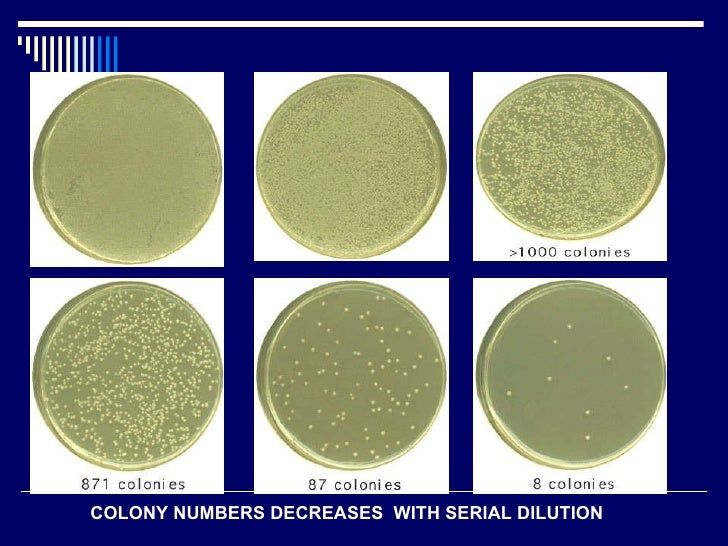 >1000 colonies
871 colonies
87 colonies
8 colonies
COLONY NUMBERS DECREASES WITH SERIAL DILUTION